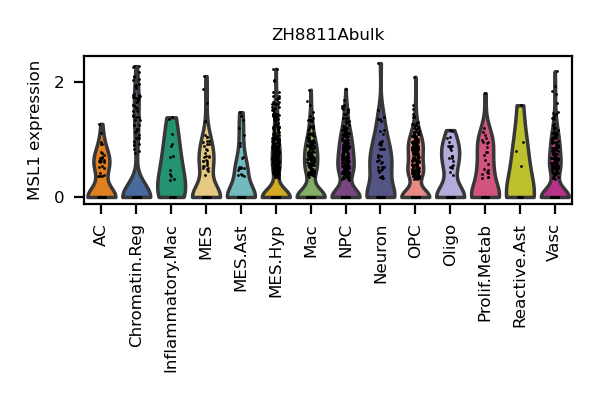 ZH8811Abulk
MSL1 expression
2
0
AC
Chromatin.Reg
Inflammatory.Mac
MES
MES.Ast
MES.Hyp
Mac
NPC
Neuron
OPC
Oligo
Prolif.Metab
Reactive.Ast
Vasc